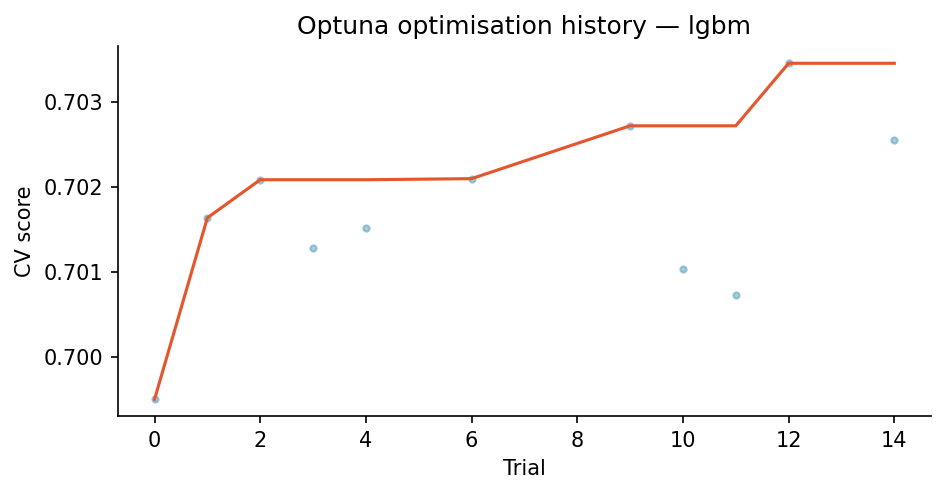 Optuna optimisation history — lgbm
CV score
0.703
0.702
0.701
0.700
0 2 4 6 8 10 12 14
Trial